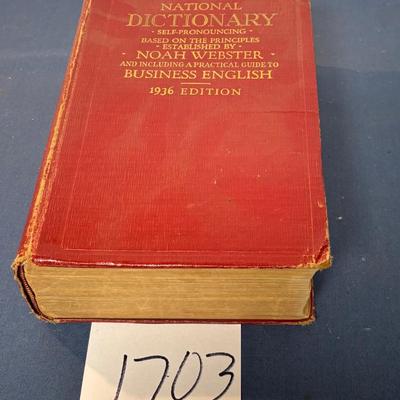 NATIONAL
DICTIONARY
· SELF-PRONOUNCING ·
BASED ON THE PRINCIPLES
· ESTABLISHED BY ·
NOAH WEBSTER
AND INCLUDING A PRACTICAL GUIDE TO
BUSINESS ENGLISH
1936 EDITION
1703